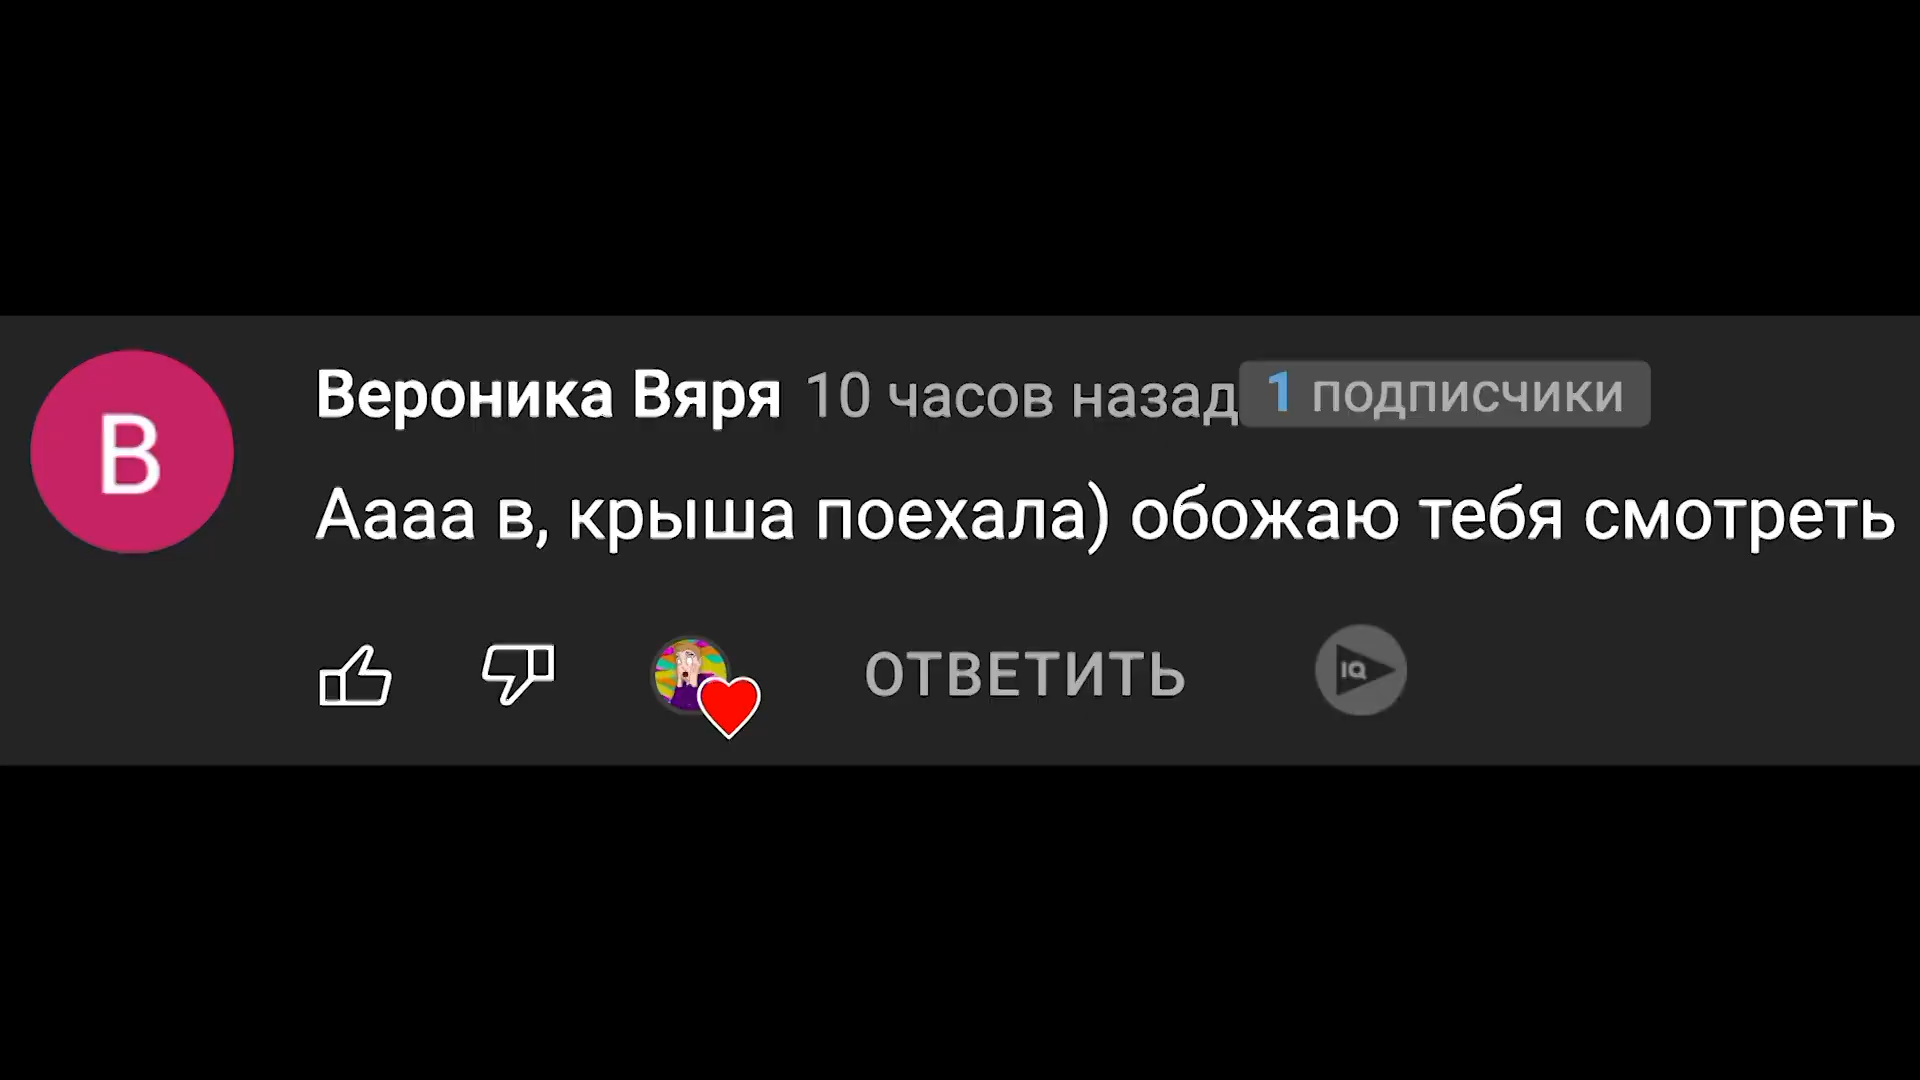 В
Вероника Вяря 10 часов назад 1 подписчики
Аааа в, крыша поехала) обожаю тебя смотреть
ОТВЕТИТЬ IQ